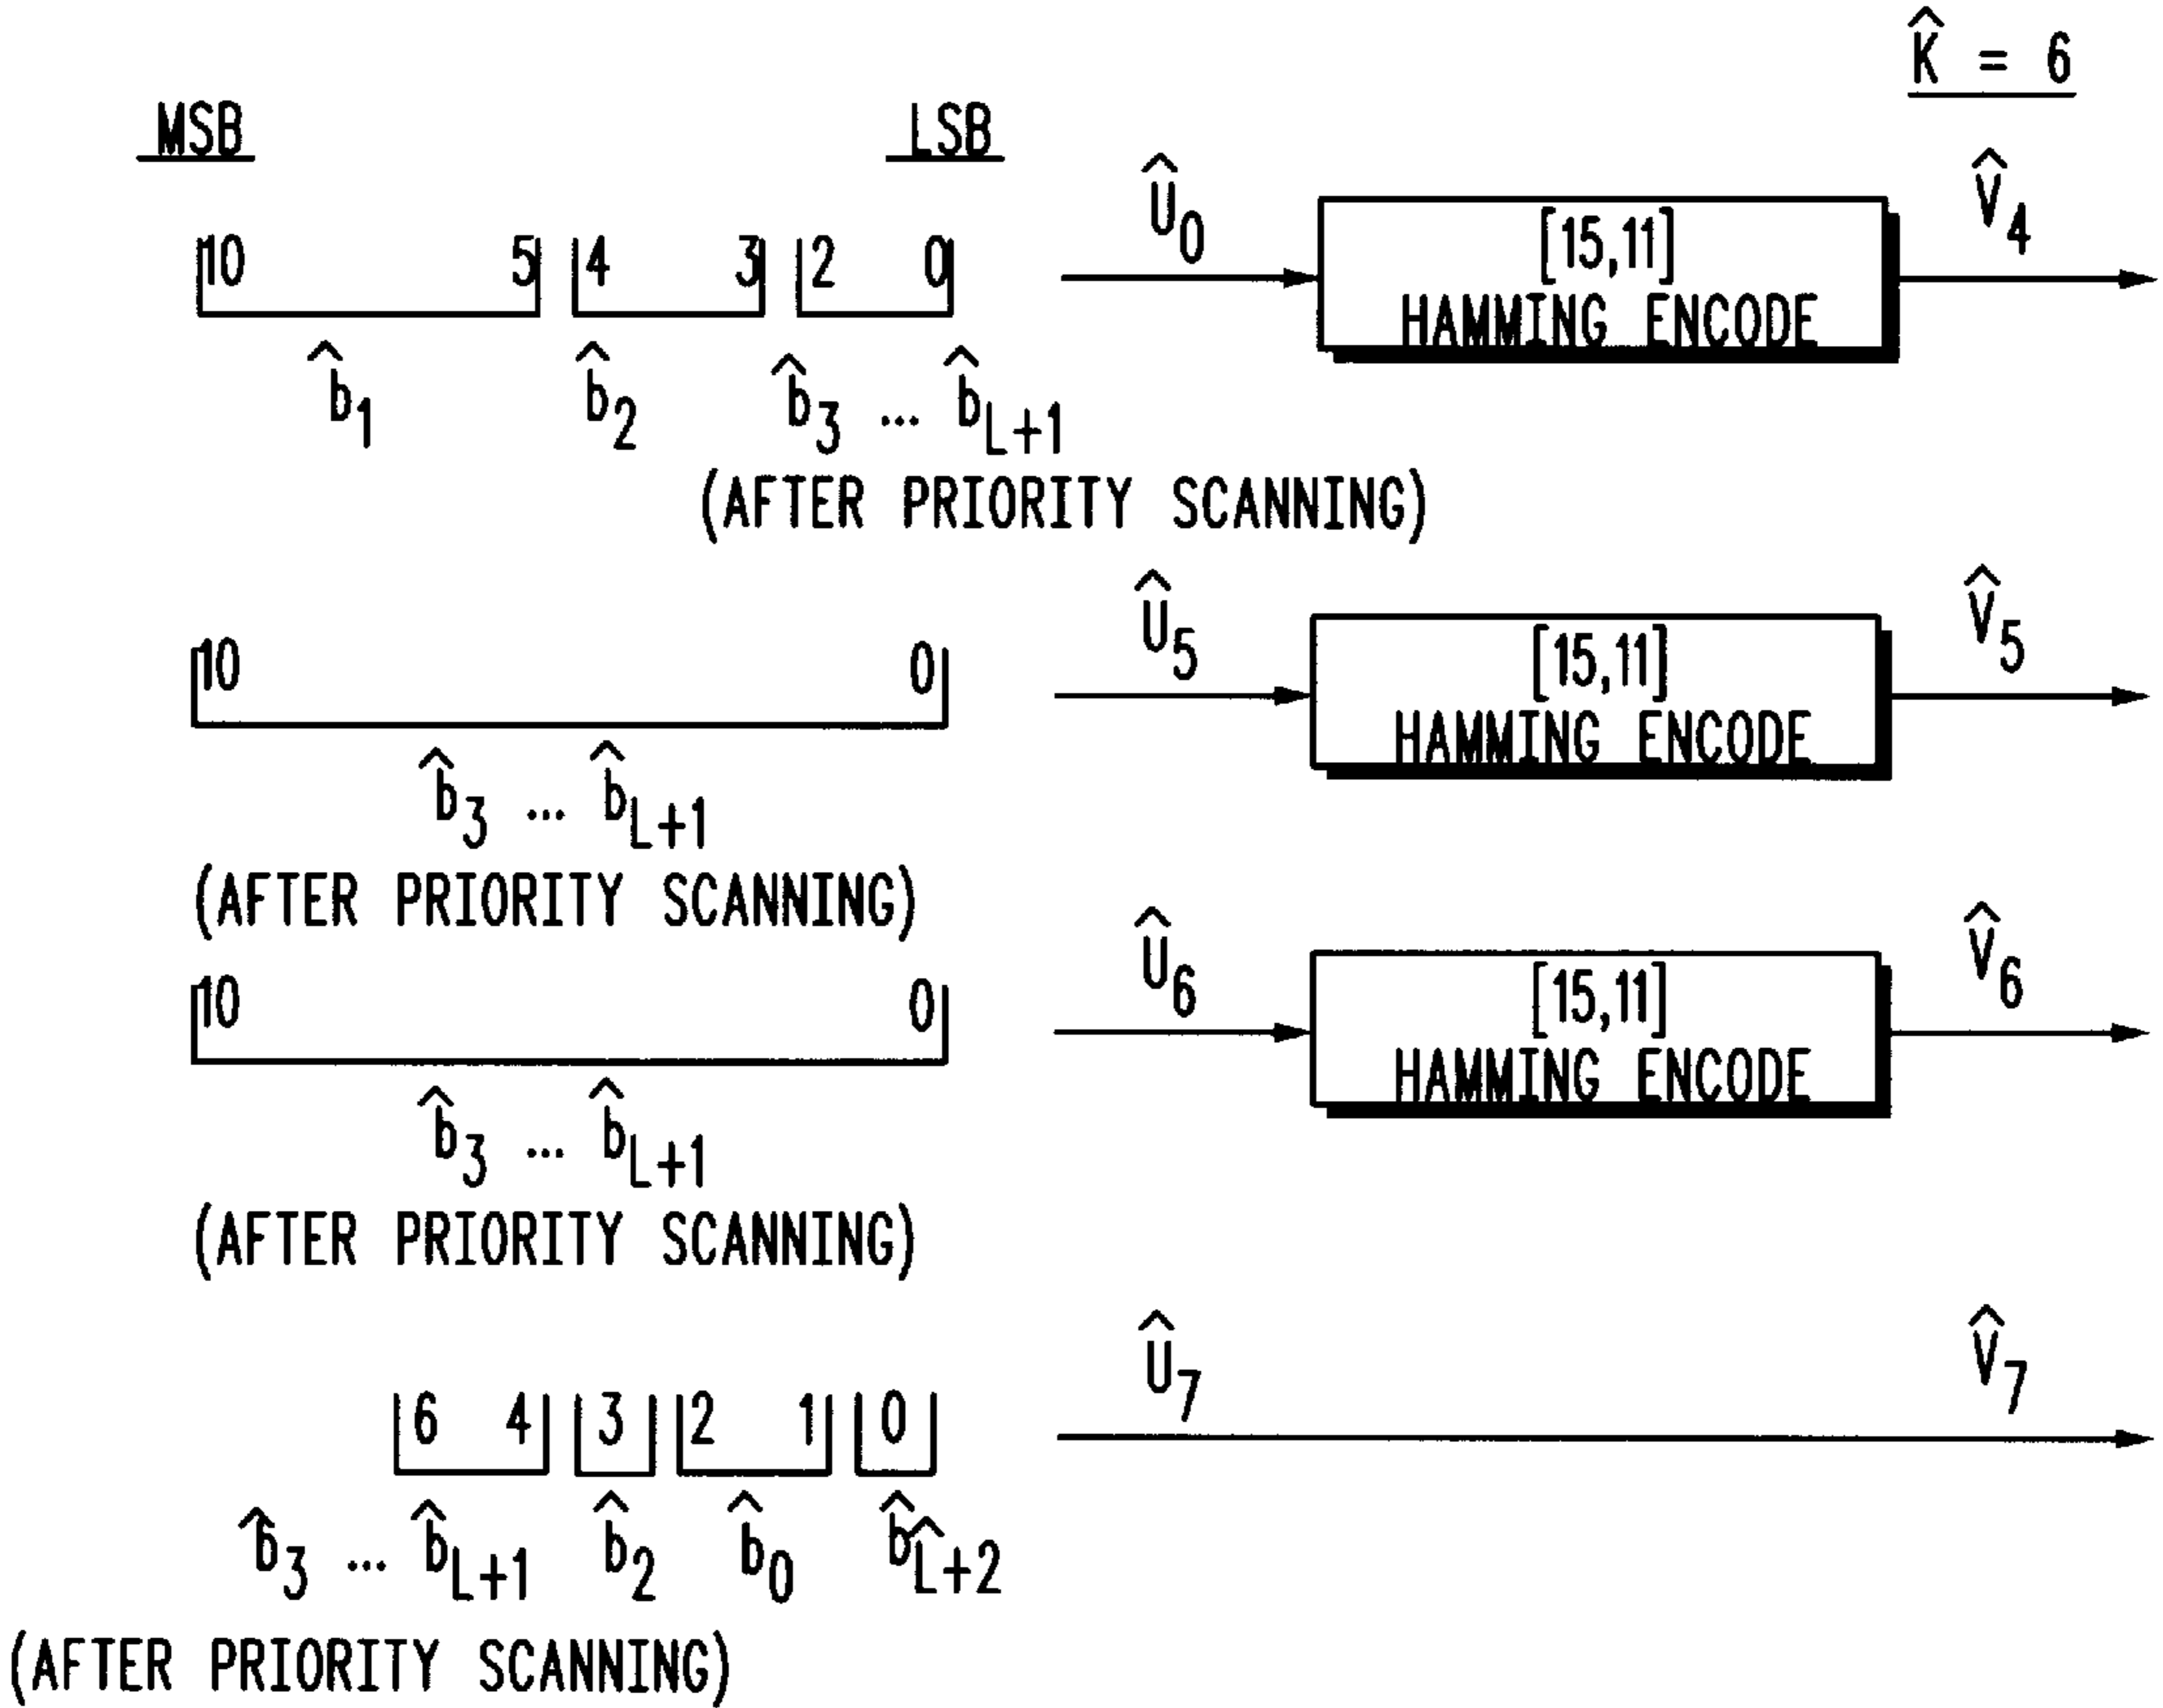 K̂ = 6
MSB LSB
10 5 4 3 2 0 Û0 [15,11] V̂4
HAMMING ENCODE
b̂1 b̂2 b̂3 ... b̂L+1
(AFTER PRIORITY SCANNING)
10 0 Û5 [15,11] V̂5
HAMMING ENCODE
b̂3 ... b̂L+1
(AFTER PRIORITY SCANNING)
10 0 Û6 [15,11] V̂6
HAMMING ENCODE
b̂3 ... b̂L+1
(AFTER PRIORITY SCANNING)
6 4 3 2 1 0 Û7 V̂7
b̂3 ... b̂L+1 b̂2 b̂0 b̂L̂+2
(AFTER PRIORITY SCANNING)